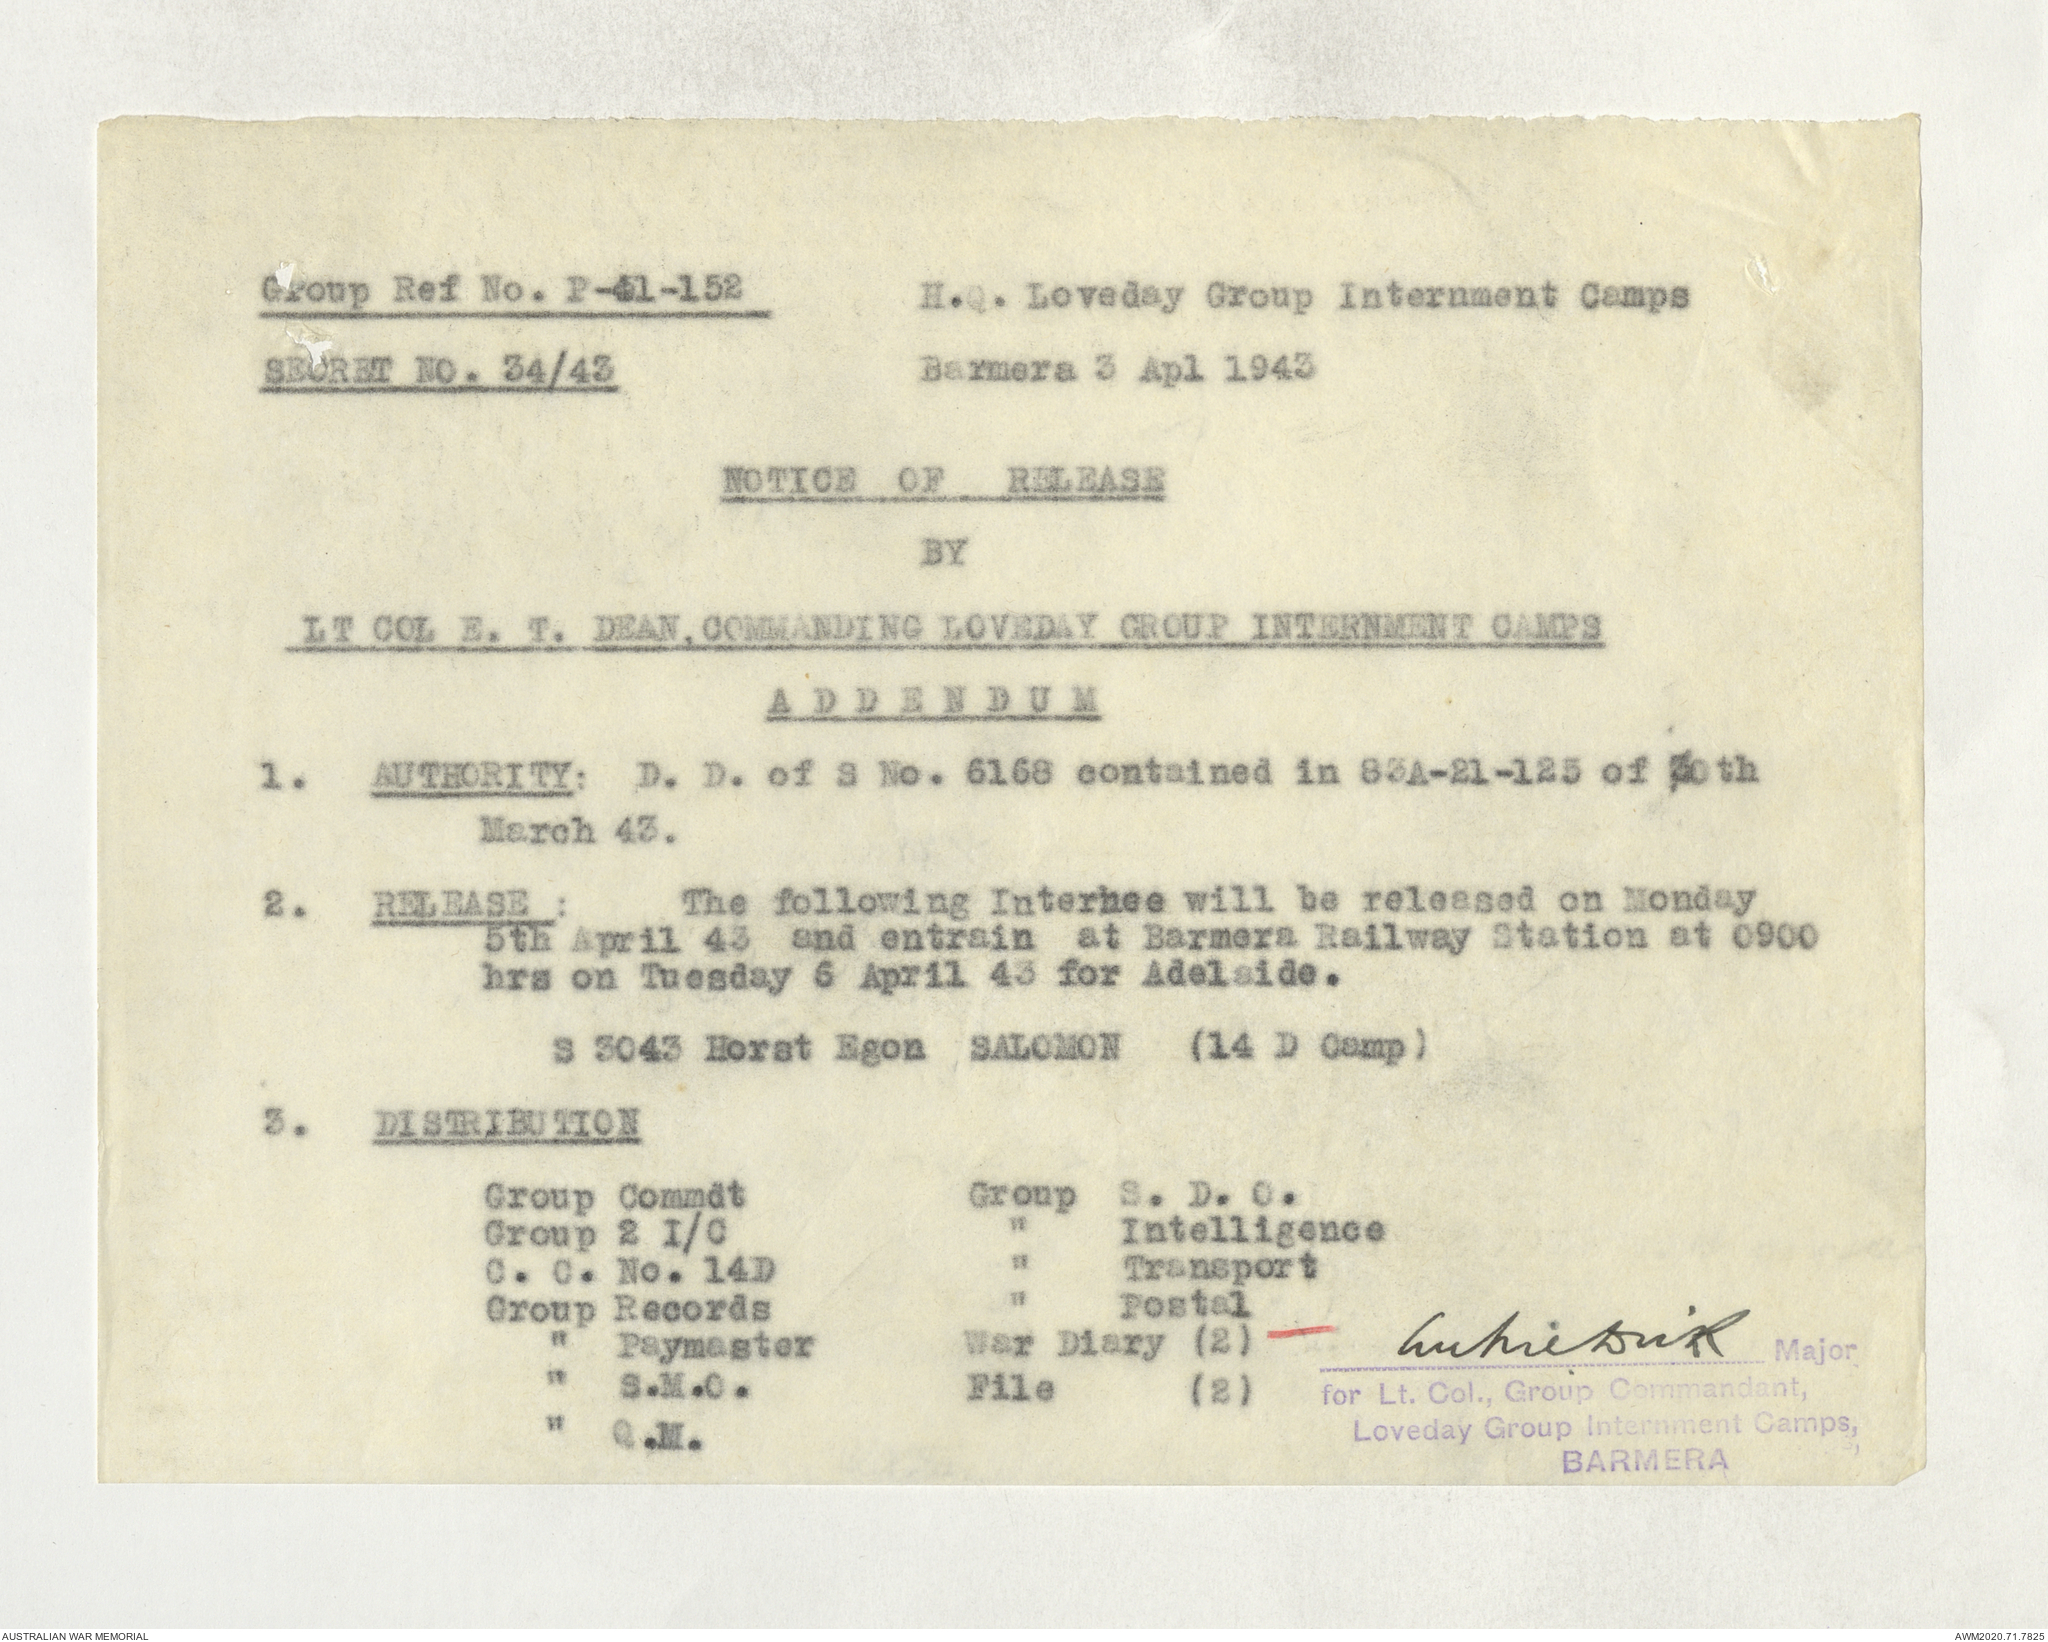 Group Ref No. P-41-152
H.Q. Loveday Group Internment Camps
SECRET NO. 34/43
Barmera 3 Apl 1943
NOTICE OF RELEASE
BY
LT COL E. T. DEAN, COMMANDING LOVEDAY GROUP INTERNMENT CAMPS
A D D E N D U M
1. AUTHORITY: D. D. of S No. 6168 contained in 83A-21-125 of 30th
March 43.
2. RELEASE : The following Internee will be released on Monday
5th April 43 and entrain at Barmera Railway Station at 0900
hrs on Tuesday 6 April 43 for Adelaide.
S 3043 Horst Egon SALOMON (14 D Camp)
3. DISTRIBUTION
Group Commdt
Group 2 I/C
C. C. No. 14D
Group Records
" Paymaster
" S.M.O.
" Q.M.
Group S. D. O.
" Intelligence
" Transport
" Postal
War Diary (2)
File (2)
Major
for Lt. Col., Group Commandant,
Loveday Group Internment Camps,
BARMERA
AUSTRALIAN WAR MEMORIAL
AWM2020.71.7825